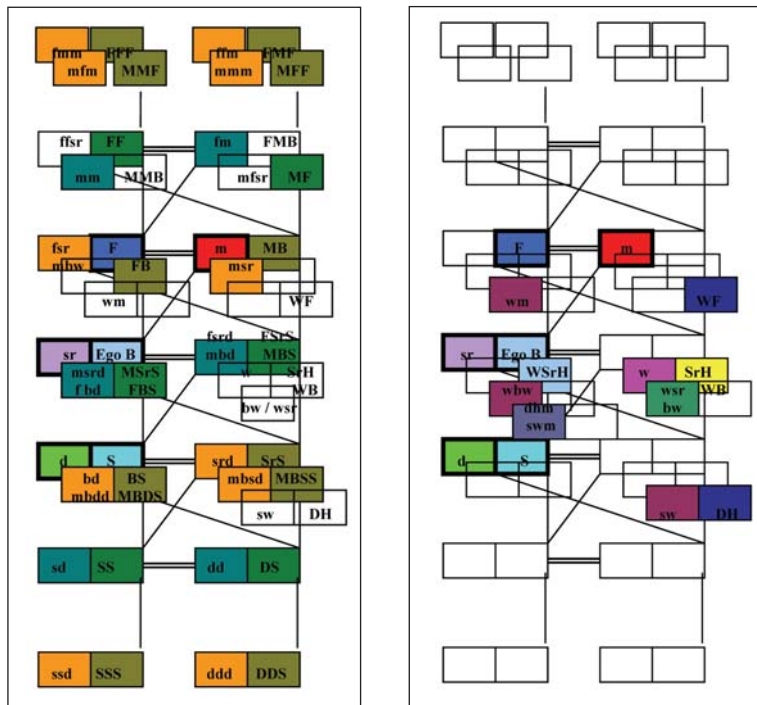 fmm FFF ffm FMF
mfm MMF mmm MFF
ffsr FF fm FMB
mm MMB mfsr MF
fsr F m MB
mbw FB msr
wm WF
fsrd FSrS
sr Ego B mbd MBS
msrd MSrS w SrH
fbd FBS WB
bw / wsr
d S srd SrS
bd BS mbsd MBSS
mbdd MBDS
sw DH
sd SS dd DS
ssd SSS ddd DDS
F m
wm WF
sr Ego B
WSrH w SrH
wbw wsr WB
bw
dhm
swm
d S
sw DH